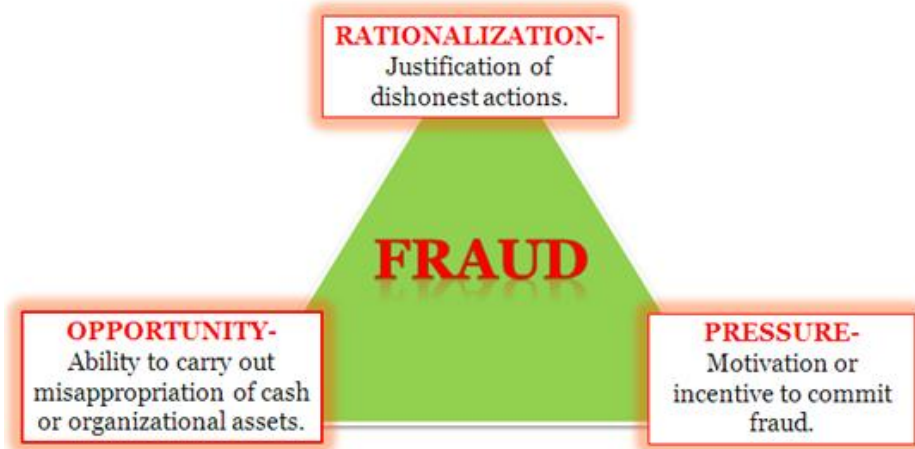 RATIONALIZATION-
Justification of
dishonest actions.
FRAUD
OPPORTUNITY-
Ability to carry out
misappropriation of cash
or organizational assets.
PRESSURE-
Motivation or
incentive to commit
fraud.